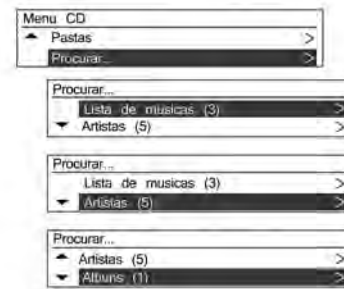 Menu CD
Pastas >
Procurar... >
Procurar...
Lista de musicas (3) >
Artistas (5) >
Procurar...
Lista de musicas (3) >
Artistas (5) >
Procurar...
Artistas (5) >
Albuns (1) >